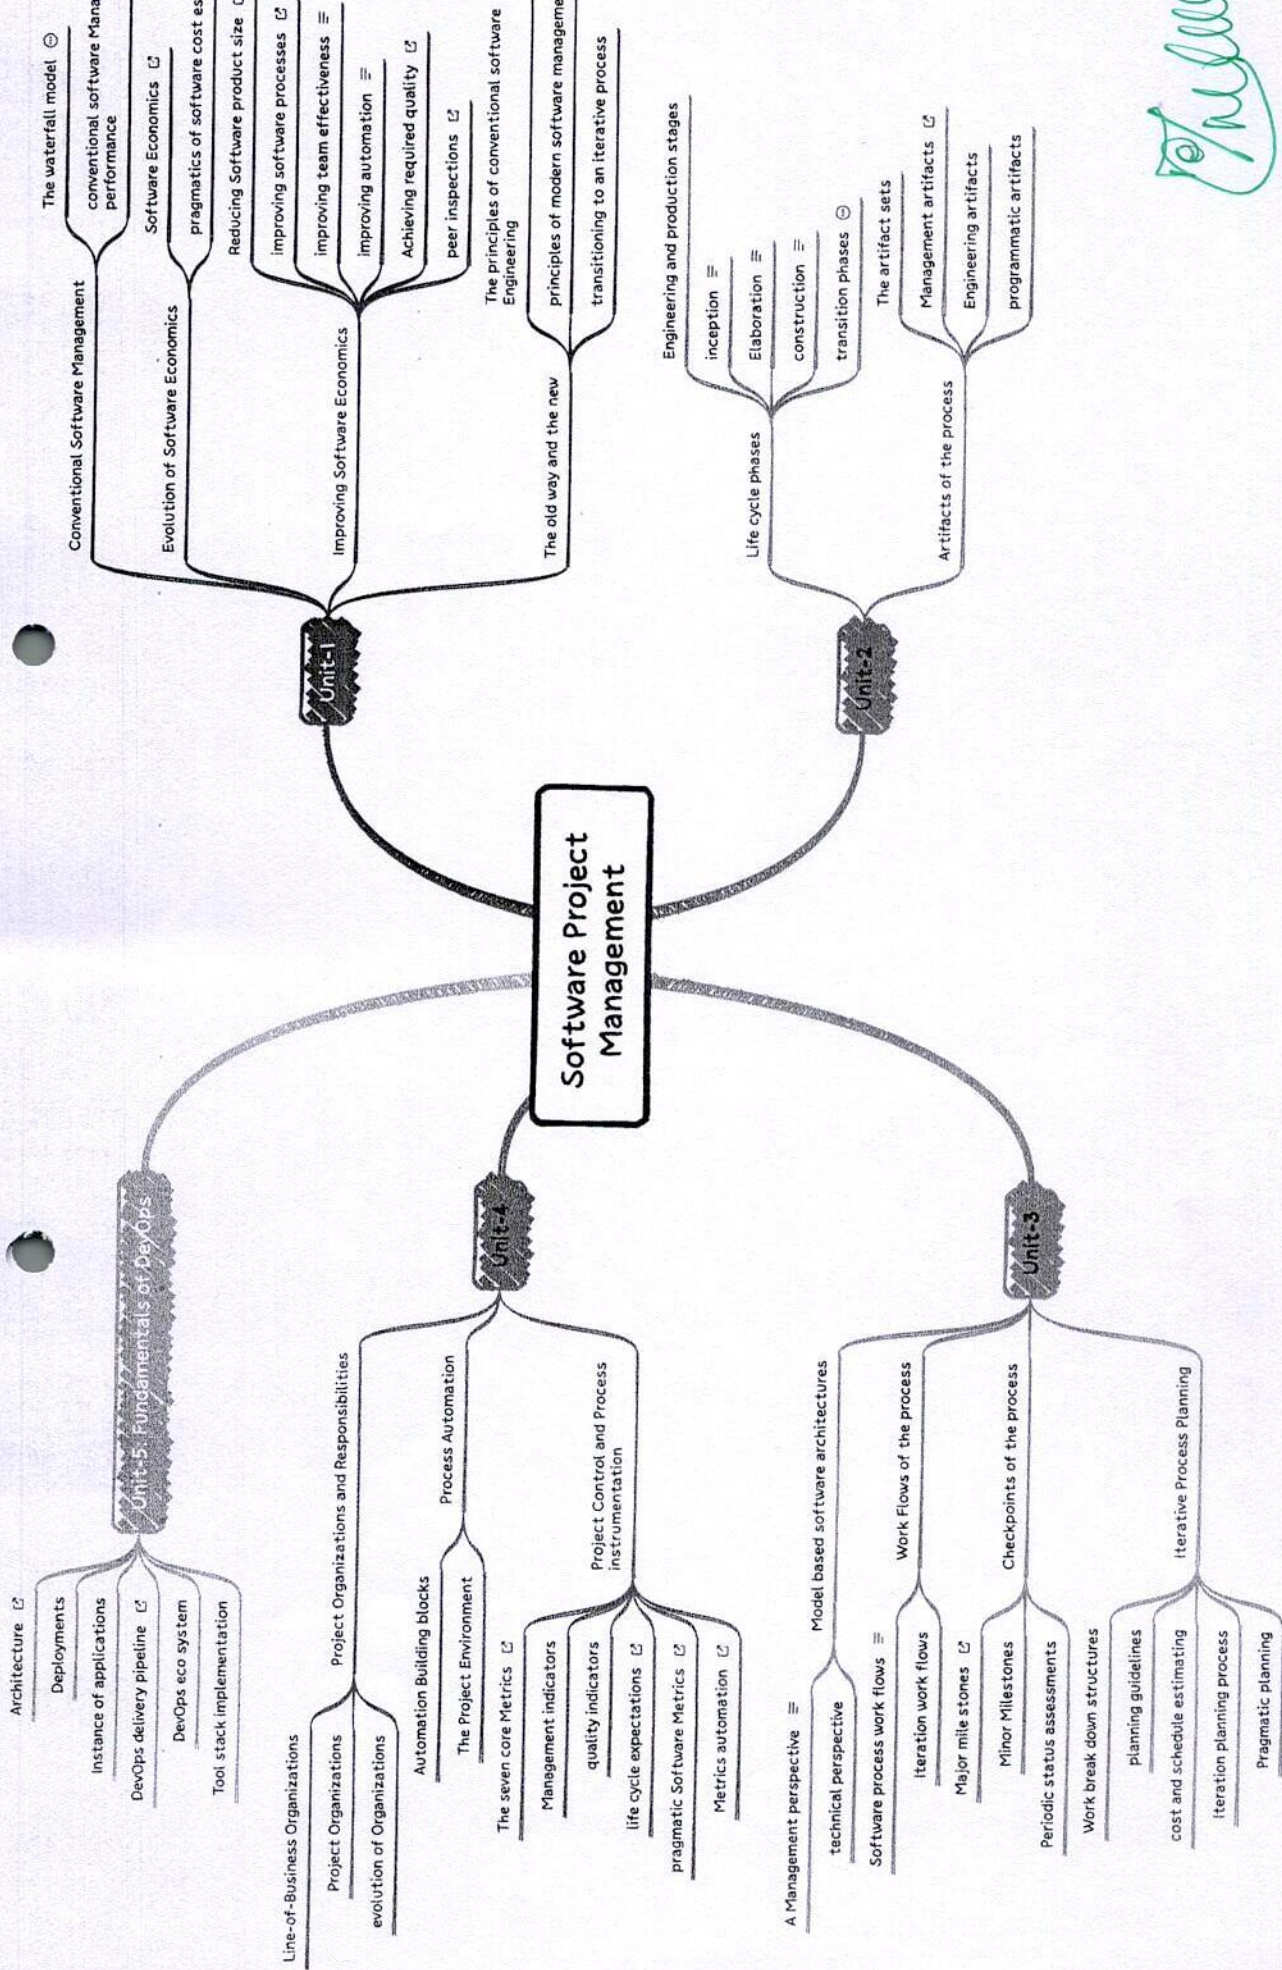 Software Project
Management
Unit-1
Conventional Software Management
The waterfall model
conventional software Mana
performance
Evolution of Software Economics
Software Economics
pragmatics of software cost es
Improving Software Economics
Reducing Software product size
improving software processes
improving team effectiveness
improving automation
Achieving required quality
peer inspections
The old way and the new
The principles of conventional software
Engineering
principles of modern software manageme
transitioning to an iterative process
Unit-2
Life cycle phases
Engineering and production stages
inception
Elaboration
construction
transition phases
Artifacts of the process
The artifact sets
Management artifacts
Engineering artifacts
programmatic artifacts
Unit-5: Fundamentals of DevOps
Architecture
Deployments
Instance of applications
DevOps delivery pipeline
DevOps eco system
Tool stack implementation
Unit-4
Project Organizations and Responsibilities
Line-of-Business Organizations
Project Organizations
evolution of Organizations
Process Automation
Automation Building blocks
The Project Environment
Project Control and Process
instrumentation
The seven core Metrics
Management indicators
quality indicators
life cycle expectations
pragmatic Software Metrics
Metrics automation
Unit-3
Model based software architectures
A Management perspective
technical perspective
Work Flows of the process
Software process work flows
Iteration work flows
Checkpoints of the process
Major mile stones
Minor Milestones
Periodic status assessments
Iterative Process Planning
Work break down structures
planning guidelines
cost and schedule estimating
Iteration planning process
Pragmatic planning